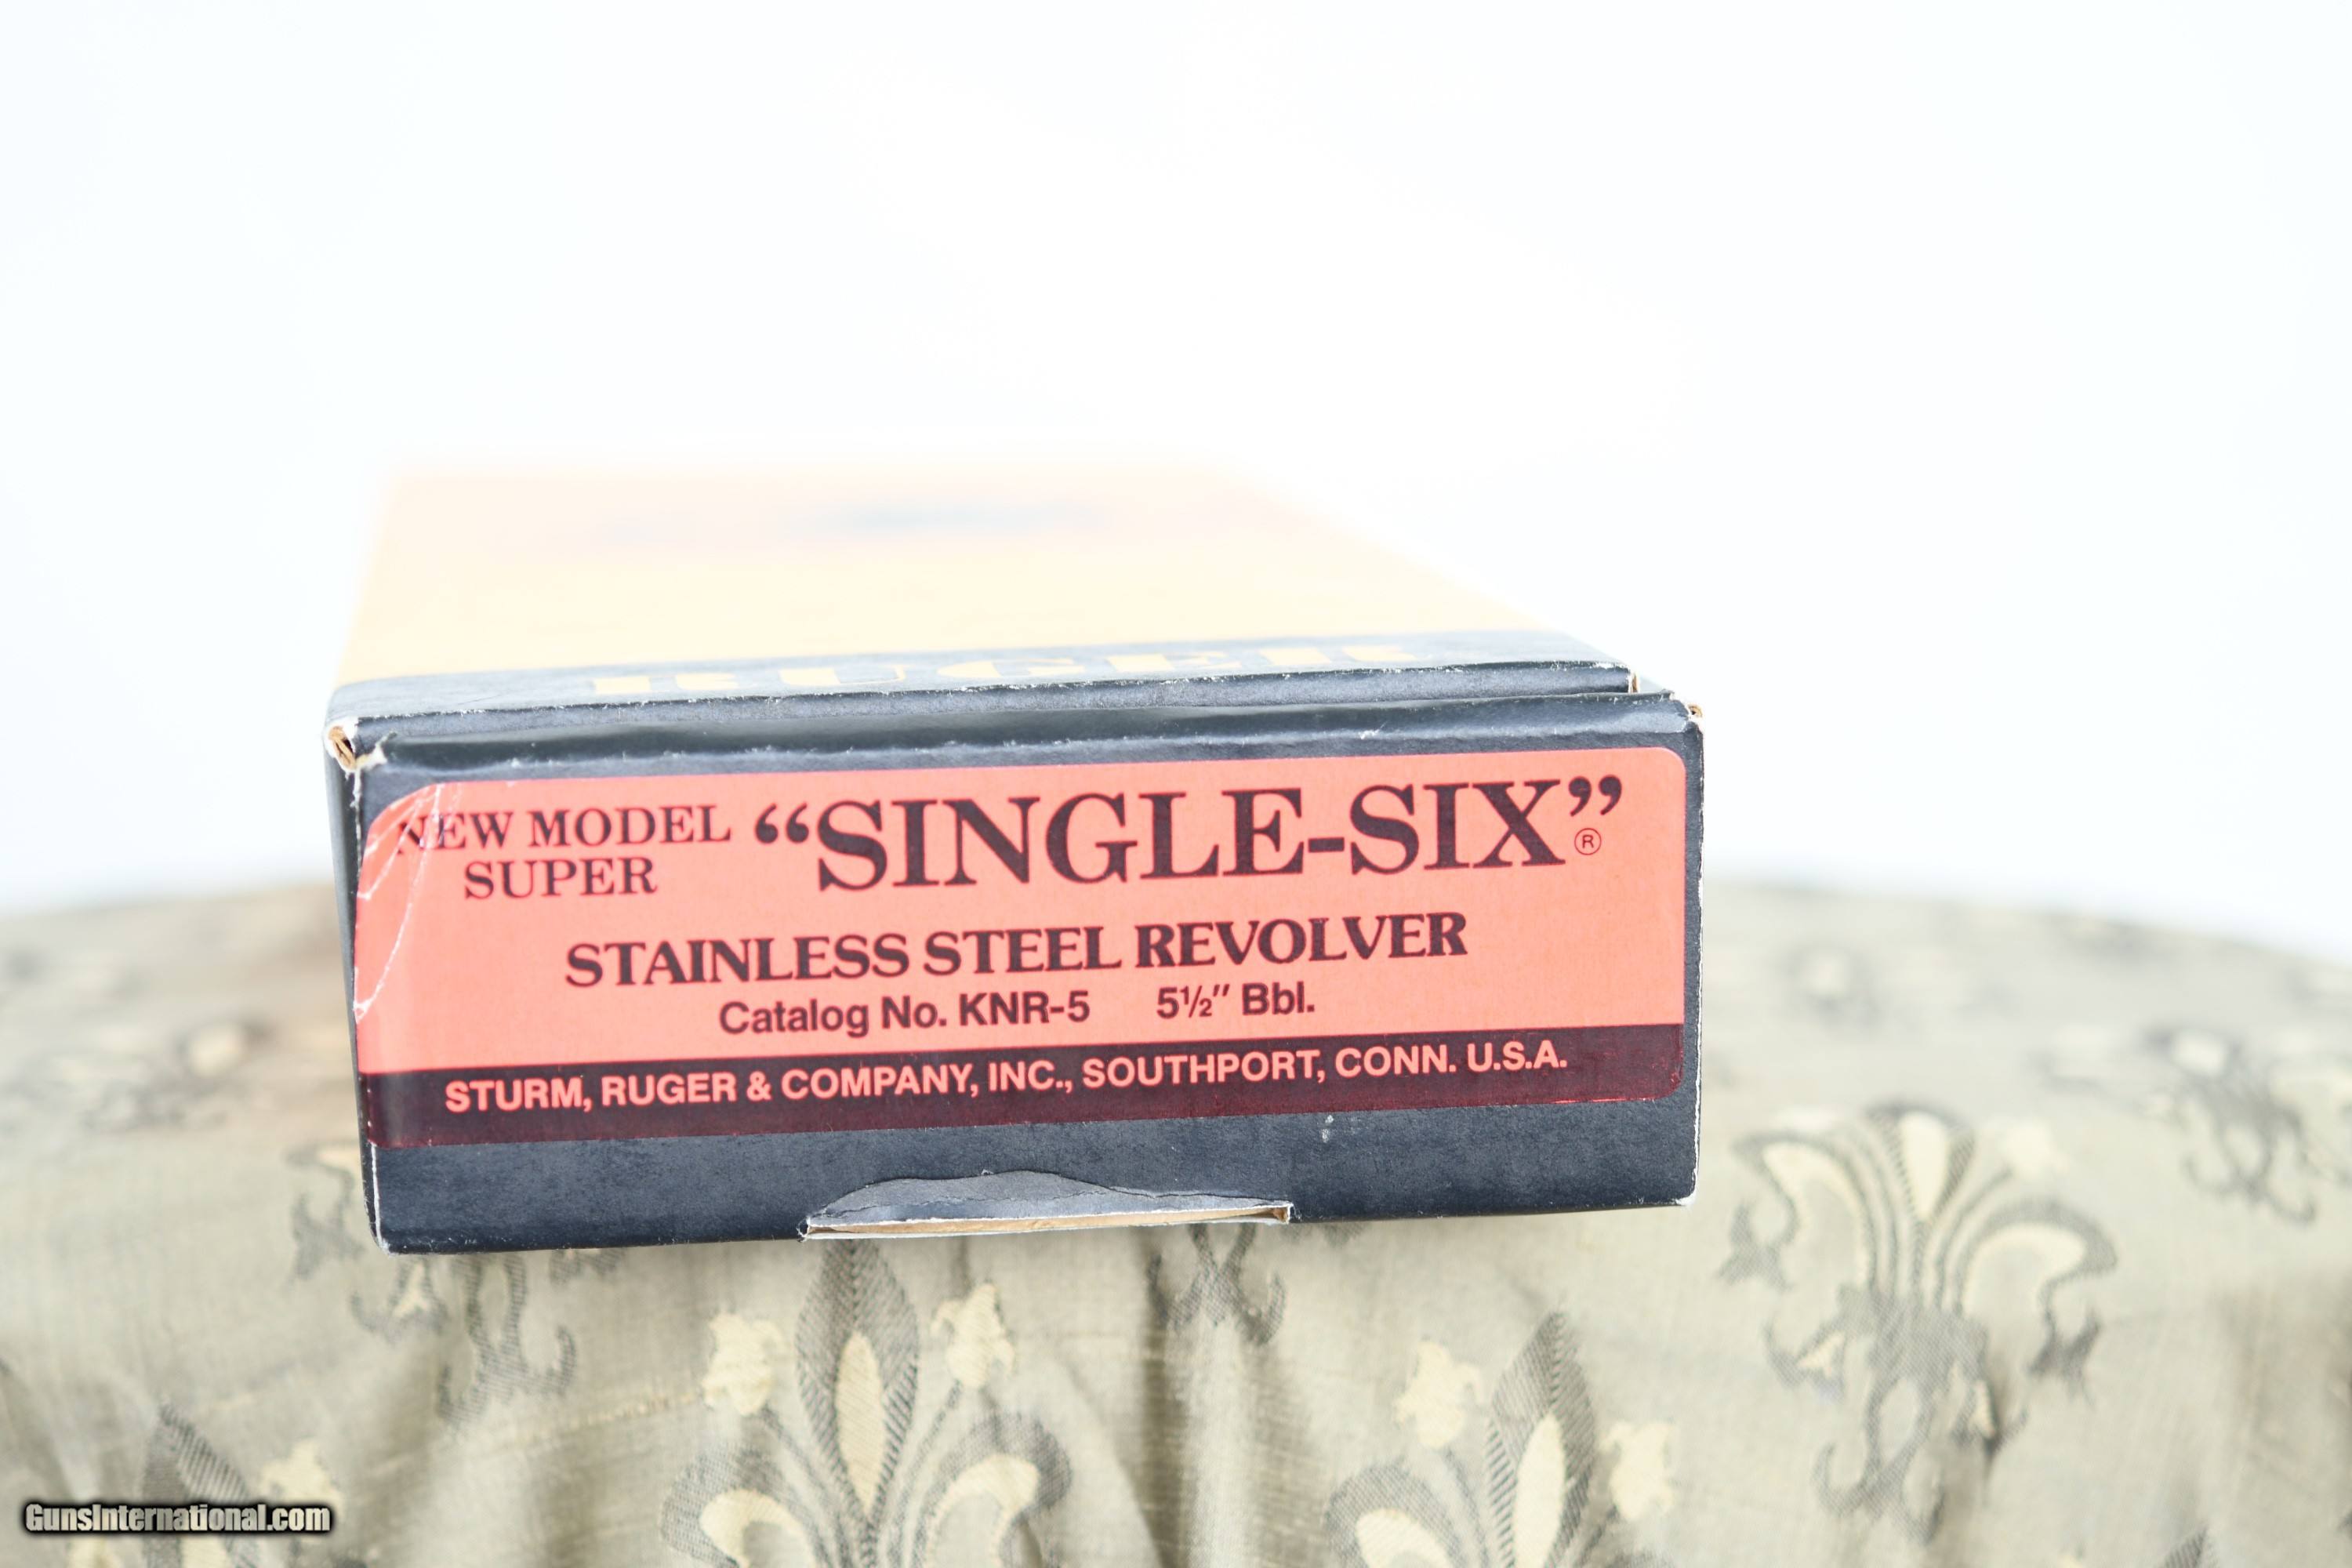 RUGER
NEW MODEL SUPER “SINGLE-SIX”®
STAINLESS STEEL REVOLVER
Catalog No. KNR-5 5½" Bbl.
STURM, RUGER & COMPANY, INC., SOUTHPORT, CONN. U.S.A.
GunsInternational.com